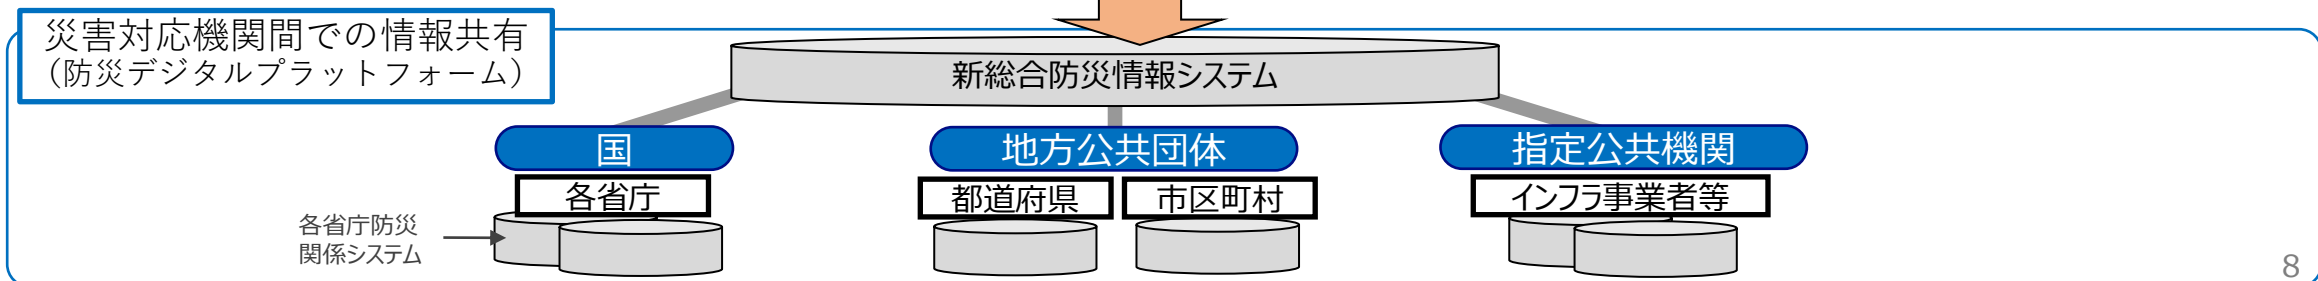 災害対応機関間での情報共有
（防災デジタルプラットフォーム）
新総合防災情報システム
国
地方公共団体
指定公共機関
各省庁
都道府県
市区町村
インフラ事業者等
各省庁防災
関係システム
8